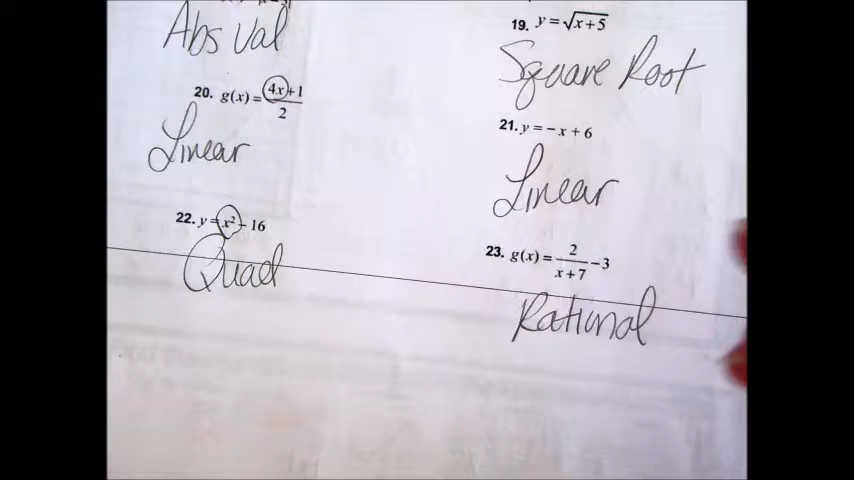 Abs Val
19. y = √x+5
Square Root
20. g(x) = 4x+1 / 2
Linear
21. y = - x + 6
Linear
22. y = x² - 16
Quad
23. g(x) = 2 / x+7 - 3
Rational